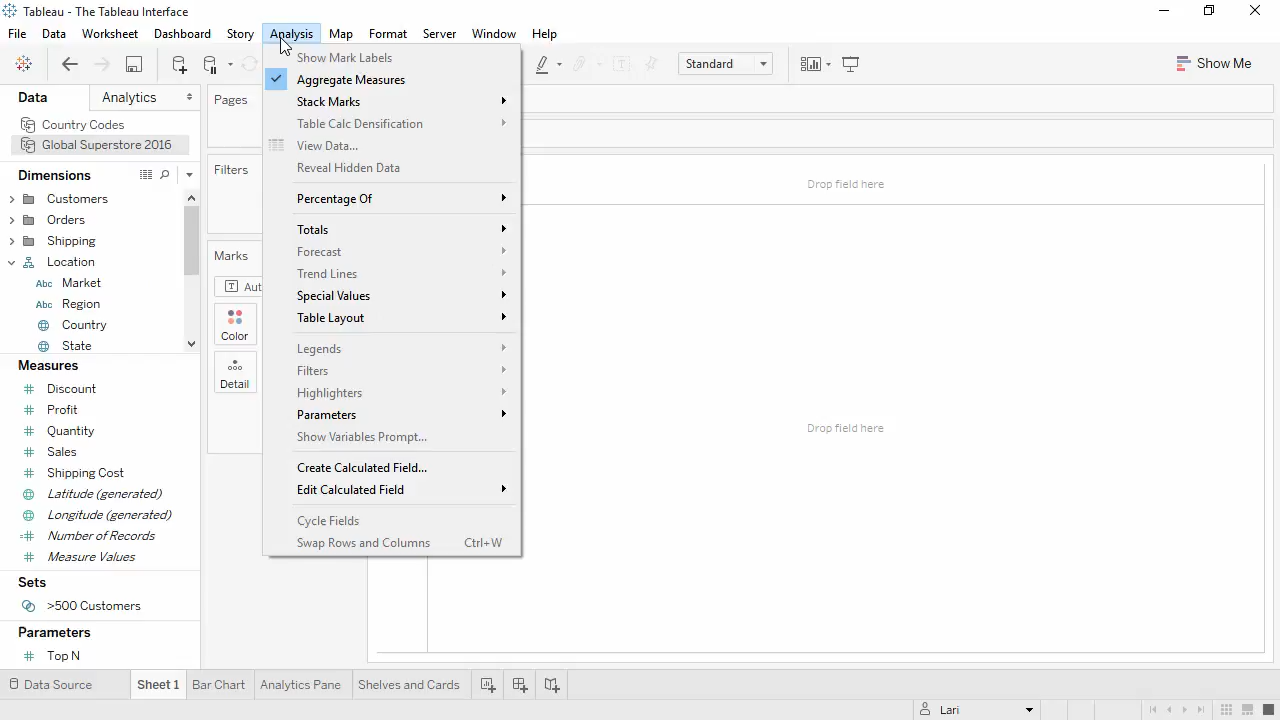 Tableau - The Tableau Interface
File Data Worksheet Dashboard Story Analysis Map Format Server Window Help
Standard
Show Me
Data
Analytics
Country Codes
Global Superstore 2016
Dimensions
Customers
Orders
Shipping
Location
Abc Market
Abc Region
Country
State
Measures
Discount
Profit
Quantity
Sales
Shipping Cost
Latitude (generated)
Longitude (generated)
Number of Records
Measure Values
Sets
>500 Customers
Parameters
Top N
Pages
Filters
Marks
T Aut
Color
Detail
Show Mark Labels
Aggregate Measures
Stack Marks
Table Calc Densification
View Data...
Reveal Hidden Data
Percentage Of
Totals
Forecast
Trend Lines
Special Values
Table Layout
Legends
Filters
Highlighters
Parameters
Show Variables Prompt...
Create Calculated Field...
Edit Calculated Field
Cycle Fields
Swap Rows and Columns Ctrl+W
Drop field here
Drop field here
Data Source Sheet 1 Bar Chart Analytics Pane Shelves and Cards
Lari